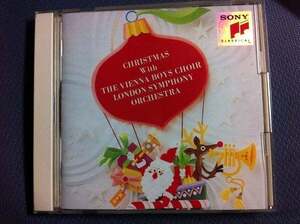 SONY
CLASSICAL
CHRISTMAS
With
THE VIENNA BOYS CHOIR
LONDON SYMPHONY
ORCHESTRA